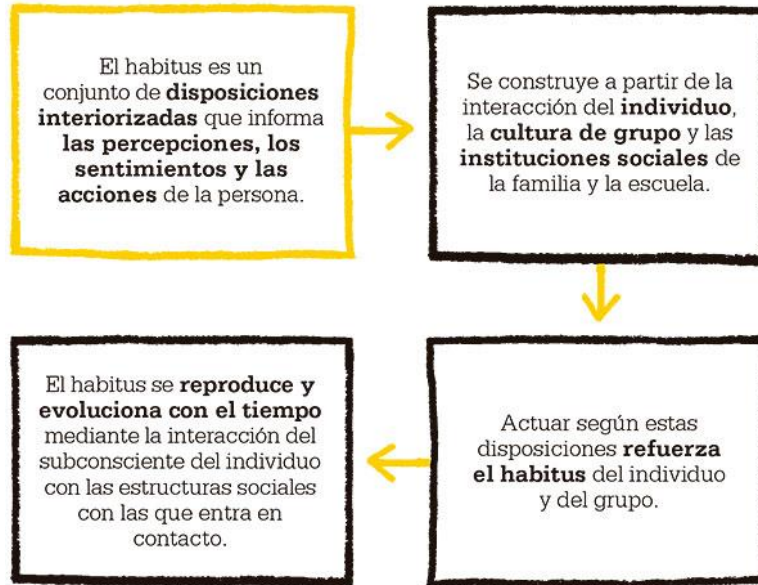 El habitus es un
conjunto de disposiciones
interiorizadas que informa
las percepciones, los
sentimientos y las
acciones de la persona.
Se construye a partir de la
interacción del individuo,
la cultura de grupo y las
instituciones sociales de
la familia y la escuela.
Actuar según estas
disposiciones refuerza
el habitus del individuo
y del grupo.
El habitus se reproduce y
evoluciona con el tiempo
mediante la interacción del
subconsciente del individuo
con las estructuras sociales
con las que entra en
contacto.